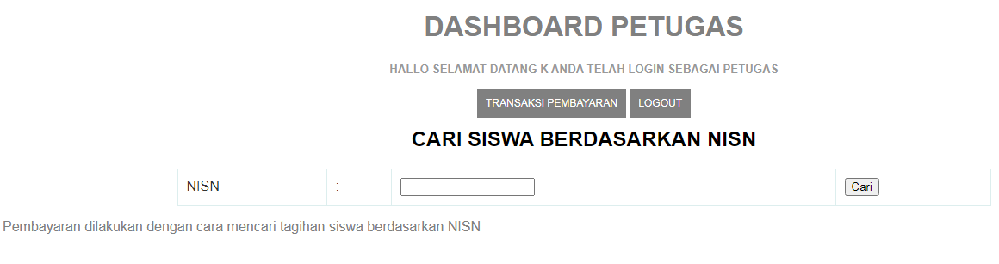 DASHBOARD PETUGAS
HALLO SELAMAT DATANG K ANDA TELAH LOGIN SEBAGAI PETUGAS
TRANSAKSI PEMBAYARAN LOGOUT
CARI SISWA BERDASARKAN NISN
NISN : Cari
Pembayaran dilakukan dengan cara mencari tagihan siswa berdasarkan NISN